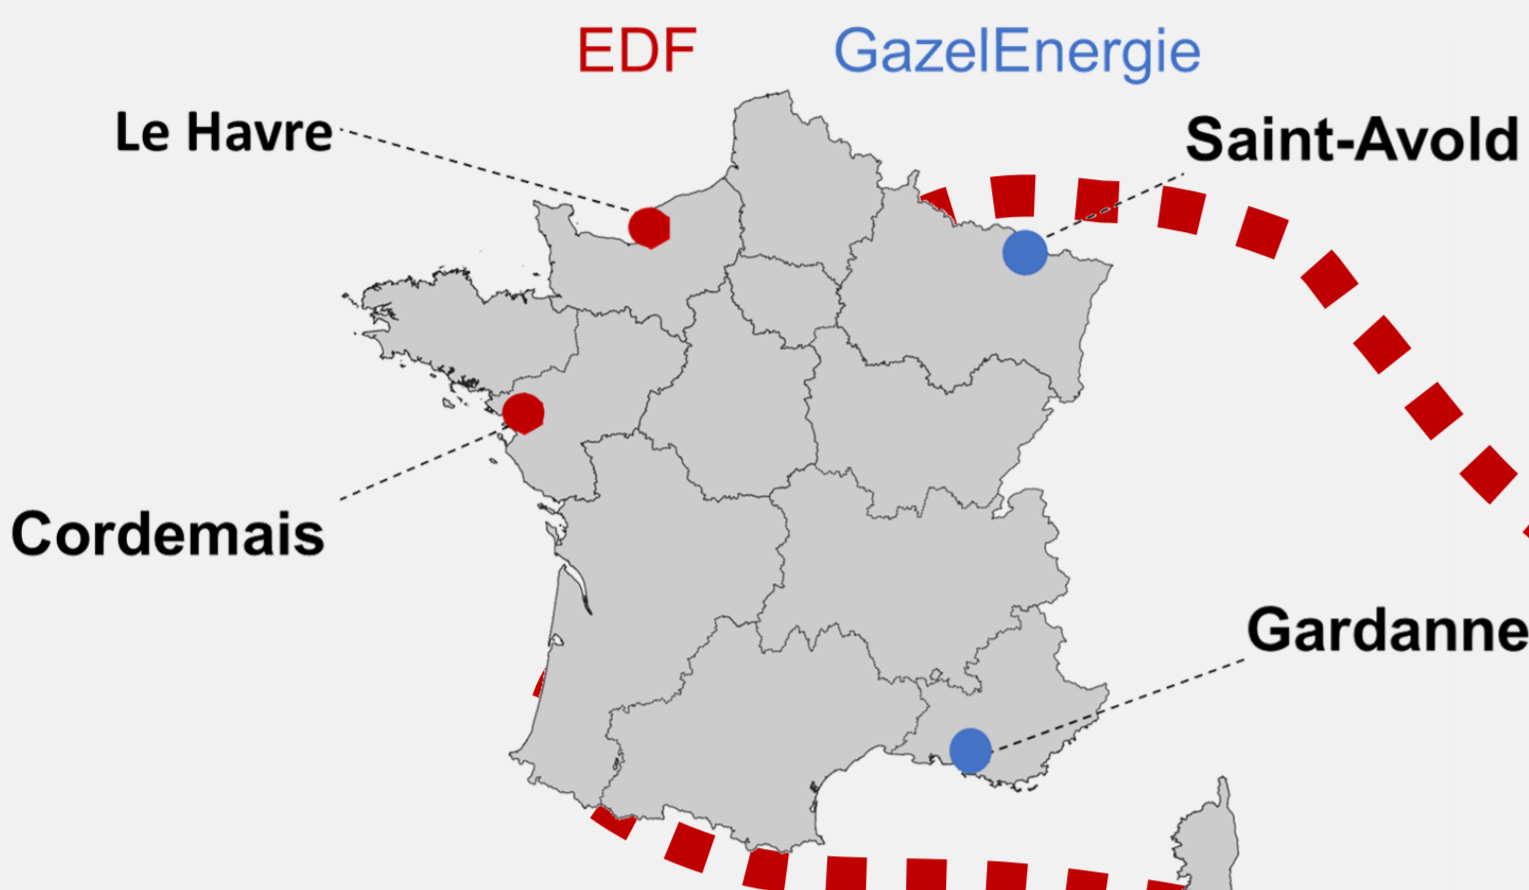 EDF
GazelEnergie
Le Havre
Saint-Avold
Cordemais
Gardanne